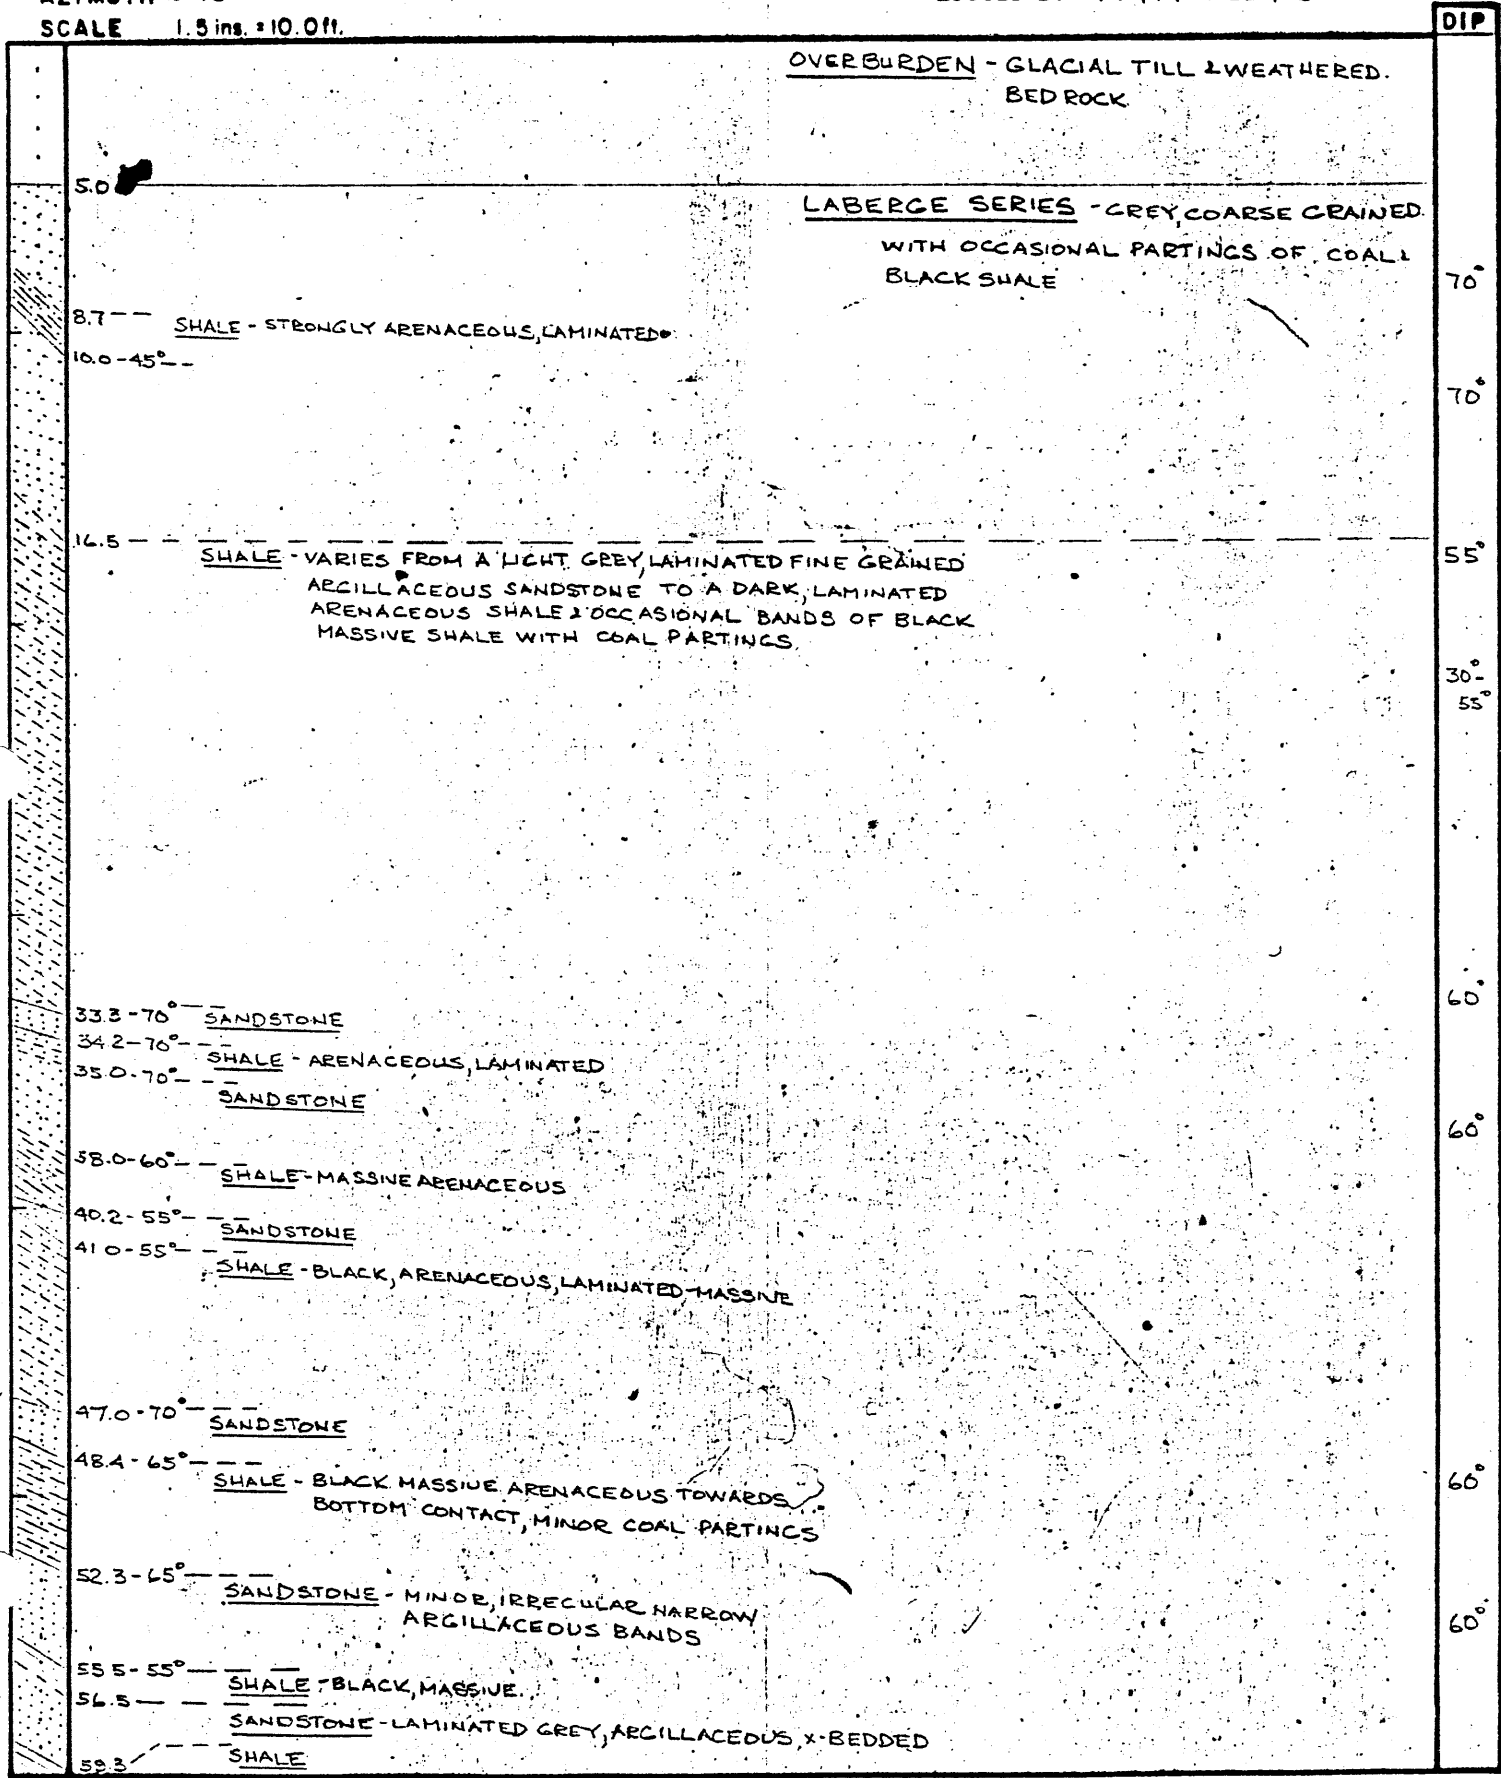 SCALE 1.5 ins. = 10.0 ft.
DIP
OVERBURDEN - GLACIAL TILL & WEATHERED.
BEDROCK
5.0
LABERGE SERIES - GREY, COARSE GRAINED.
WITH OCCASIONAL PARTINGS OF COAL &
BLACK SHALE
70°
8.7 -- SHALE - STRONGLY ARENACEOUS, LAMINATED
10.0 - 45° --
70°
16.5
55°
SHALE - VARIES FROM A LIGHT GREY, LAMINATED FINE GRAINED
ARGILLACEOUS SANDSTONE TO A DARK, LAMINATED
ARENACEOUS SHALE & OCCASIONAL BANDS OF BLACK
MASSIVE SHALE WITH COAL PARTINGS.
30°-
55°
60°
33.3 - 70° SANDSTONE
34.2 - 70°
SHALE - ARENACEOUS, LAMINATED
35.0 - 70°
SANDSTONE
60°
38.0 - 60°
SHALE - MASSIVE ARENACEOUS
40.2 - 55°
SANDSTONE
41 0 - 55°
SHALE - BLACK, ARENACEOUS, LAMINATED-MASSIVE
47.0 - 70°
SANDSTONE
48.4 - 65°
SHALE - BLACK MASSIVE ARENACEOUS TOWARDS
BOTTOM CONTACT, MINOR COAL PARTINGS
60°
52.3 - 65°
SANDSTONE - MINOR, IRREGULAR NARROW
ARGILLACEOUS BANDS
60°
55 5 - 55°
SHALE - BLACK, MASSIVE.
56.5
SANDSTONE - LAMINATED GREY, ARGILLACEOUS, X-BEDDED
SHALE
59.3